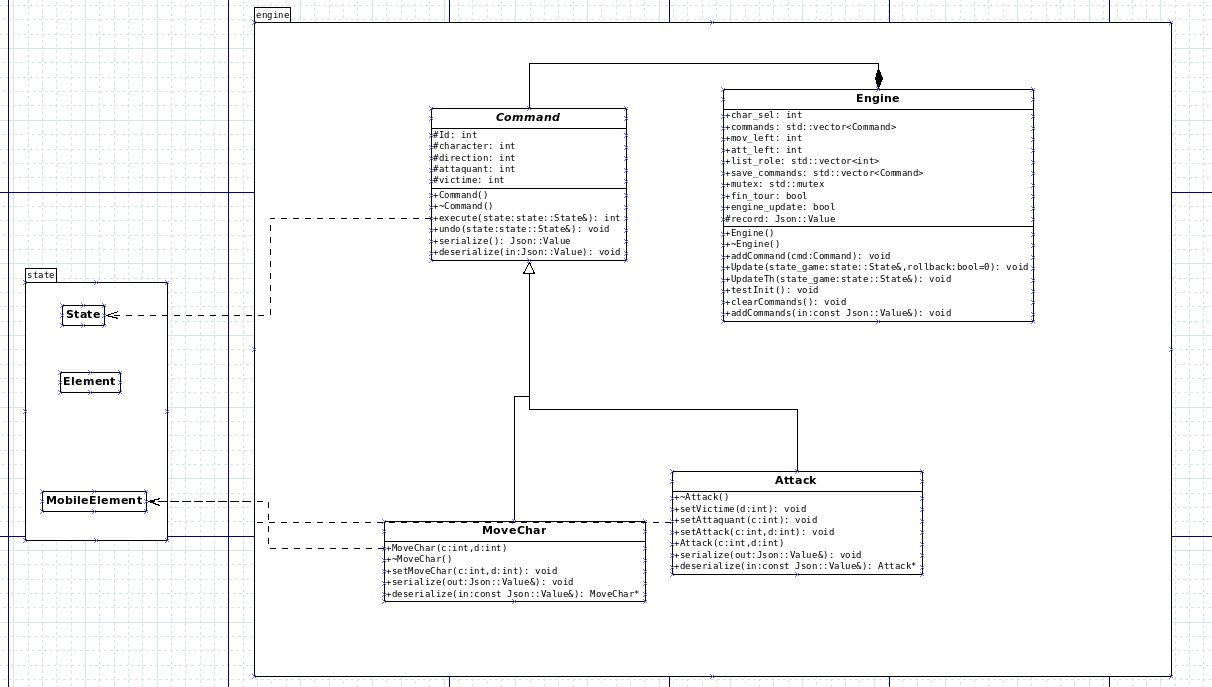 engine
Command
#Id: int
#character: int
#direction: int
#attaquant: int
#victime: int
+Command()
+~Command()
+execute(state:state::State&): int
+undo(state:state::State&): void
+serialize(): Json::Value
+deserialize(in:Json::Value): void
Engine
+char_sel: int
+commands: std::vector<Command>
+mov_left: int
+att_left: int
+list_role: std::vector<int>
+save_commands: std::vector<Command>
+mutex: std::mutex
+fin_tour: bool
+engine_update: bool
#record: Json::Value
+Engine()
+~Engine()
+addCommand(cmd:Command): void
+Update(state_game:state::State&,rollback:bool=0): void
+UpdateTh(state_game:state::State&): void
+testInit(): void
+clearCommands(): void
+addCommands(in:const Json::Value&): void
state
State
Element
MobileElement
MoveChar
+MoveChar(c:int,d:int)
+~MoveChar()
+setMoveChar(c:int,d:int): void
+serialize(out:Json::Value&): void
+deserialize(in:const Json::Value&): MoveChar*
Attack
+~Attack()
+setVictime(d:int): void
+setAttaquant(c:int): void
+setAttack(c:int,d:int): void
+Attack(c:int,d:int)
+serialize(out:Json::Value&): void
+deserialize(in:const Json::Value&): Attack*